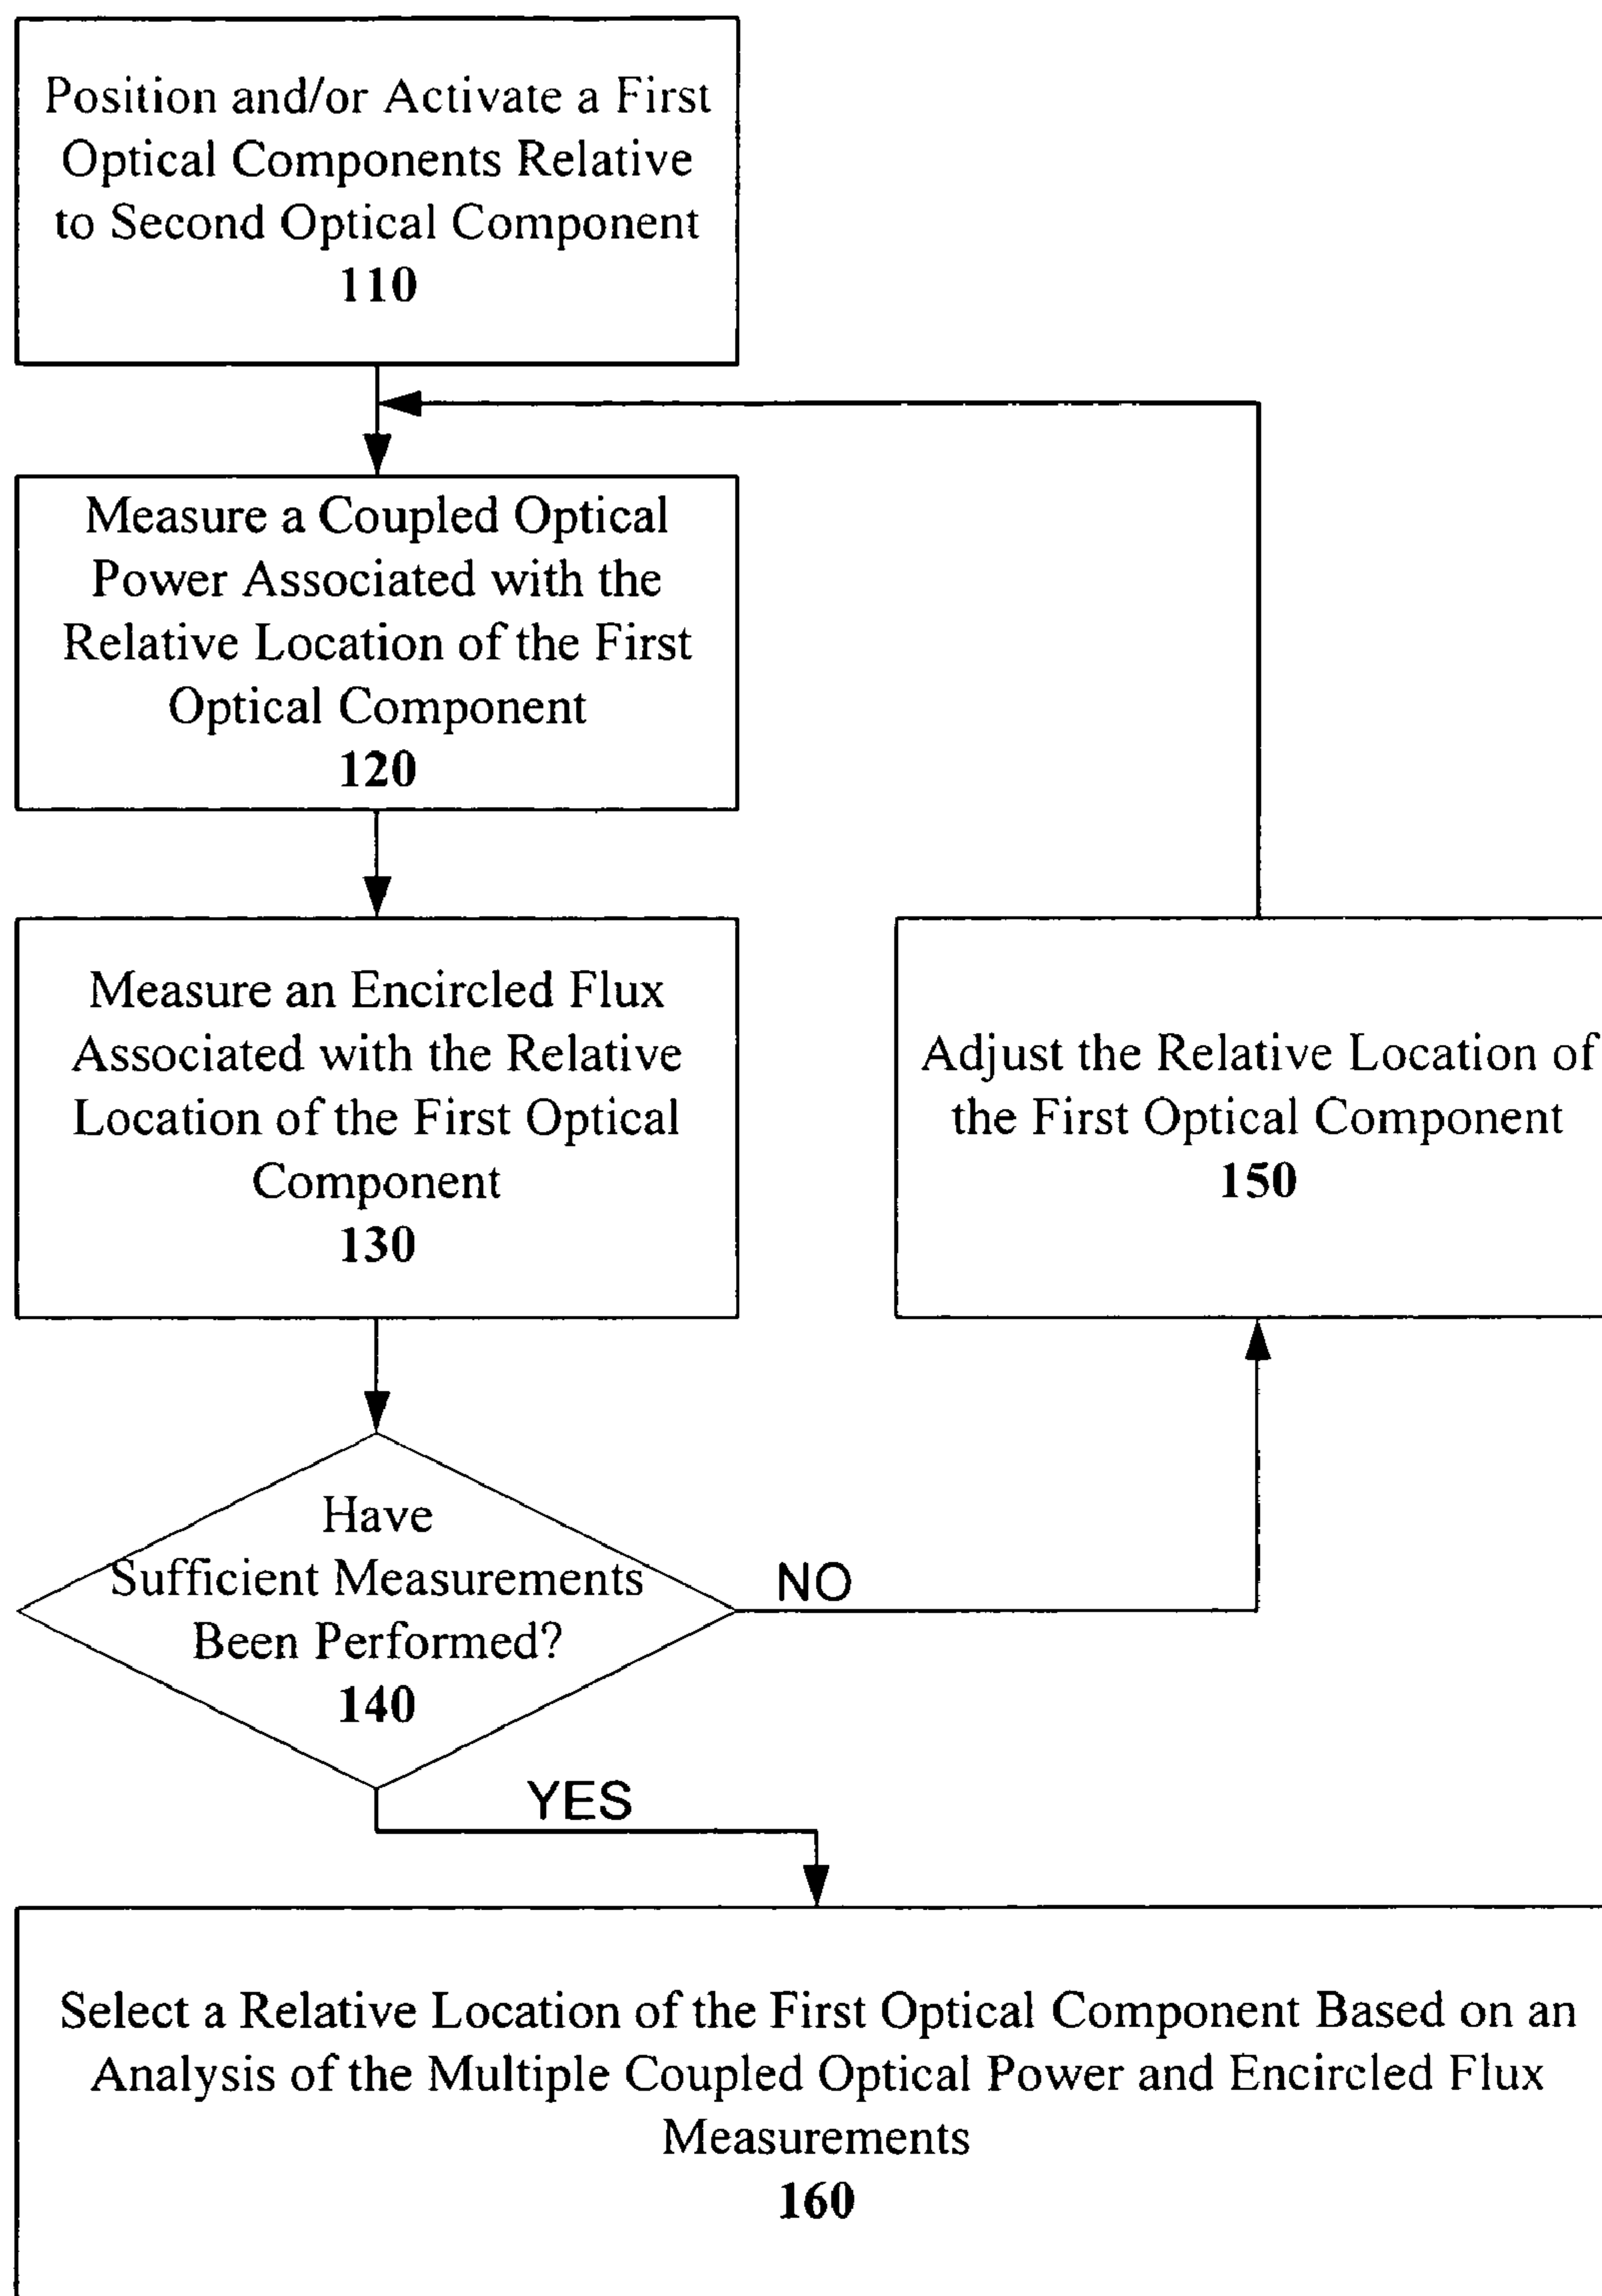 Position and/or Activate a First
Optical Components Relative
to Second Optical Component
110
Measure a Coupled Optical
Power Associated with the
Relative Location of the First
Optical Component
120
Measure an Encircled Flux
Associated with the Relative
Location of the First Optical
Component
130
Adjust the Relative Location of
the First Optical Component
150
Have
Sufficient Measurements
Been Performed?
140
NO
YES
Select a Relative Location of the First Optical Component Based on an
Analysis of the Multiple Coupled Optical Power and Encircled Flux
Measurements
160